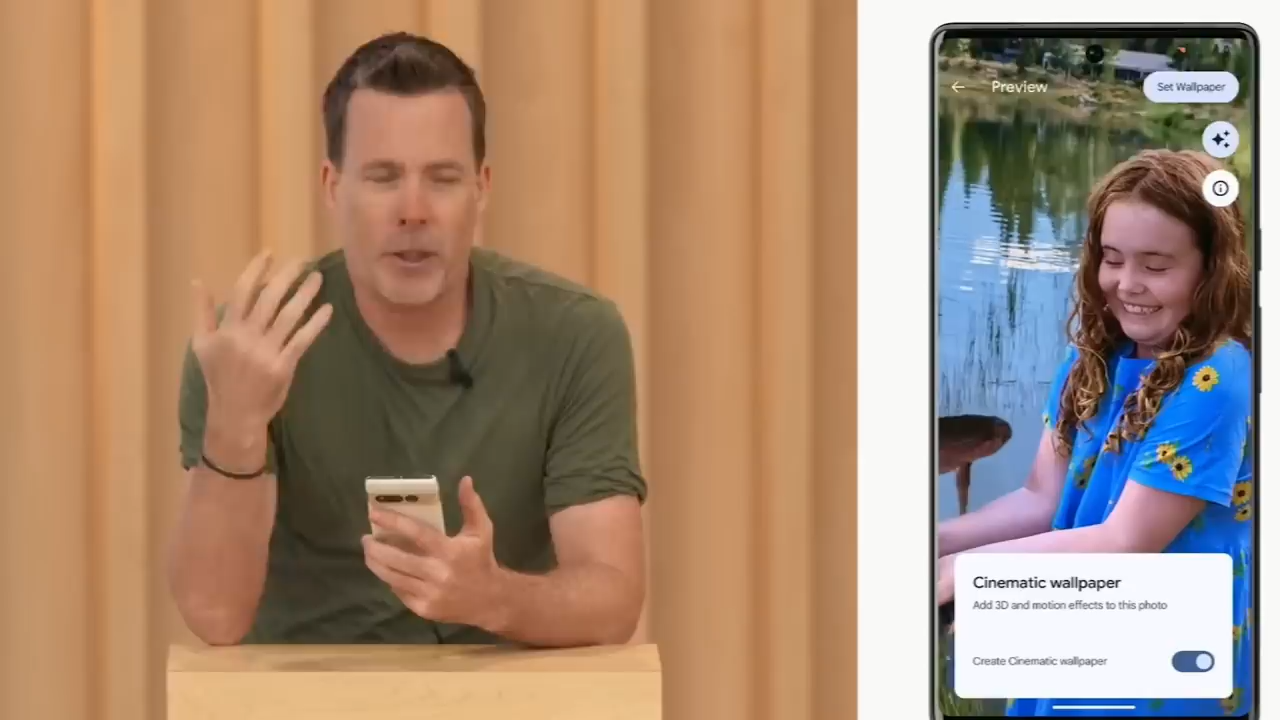 Preview
Set Wallpaper
Cinematic wallpaper
Add 3D and motion effects to this photo
Create Cinematic wallpaper